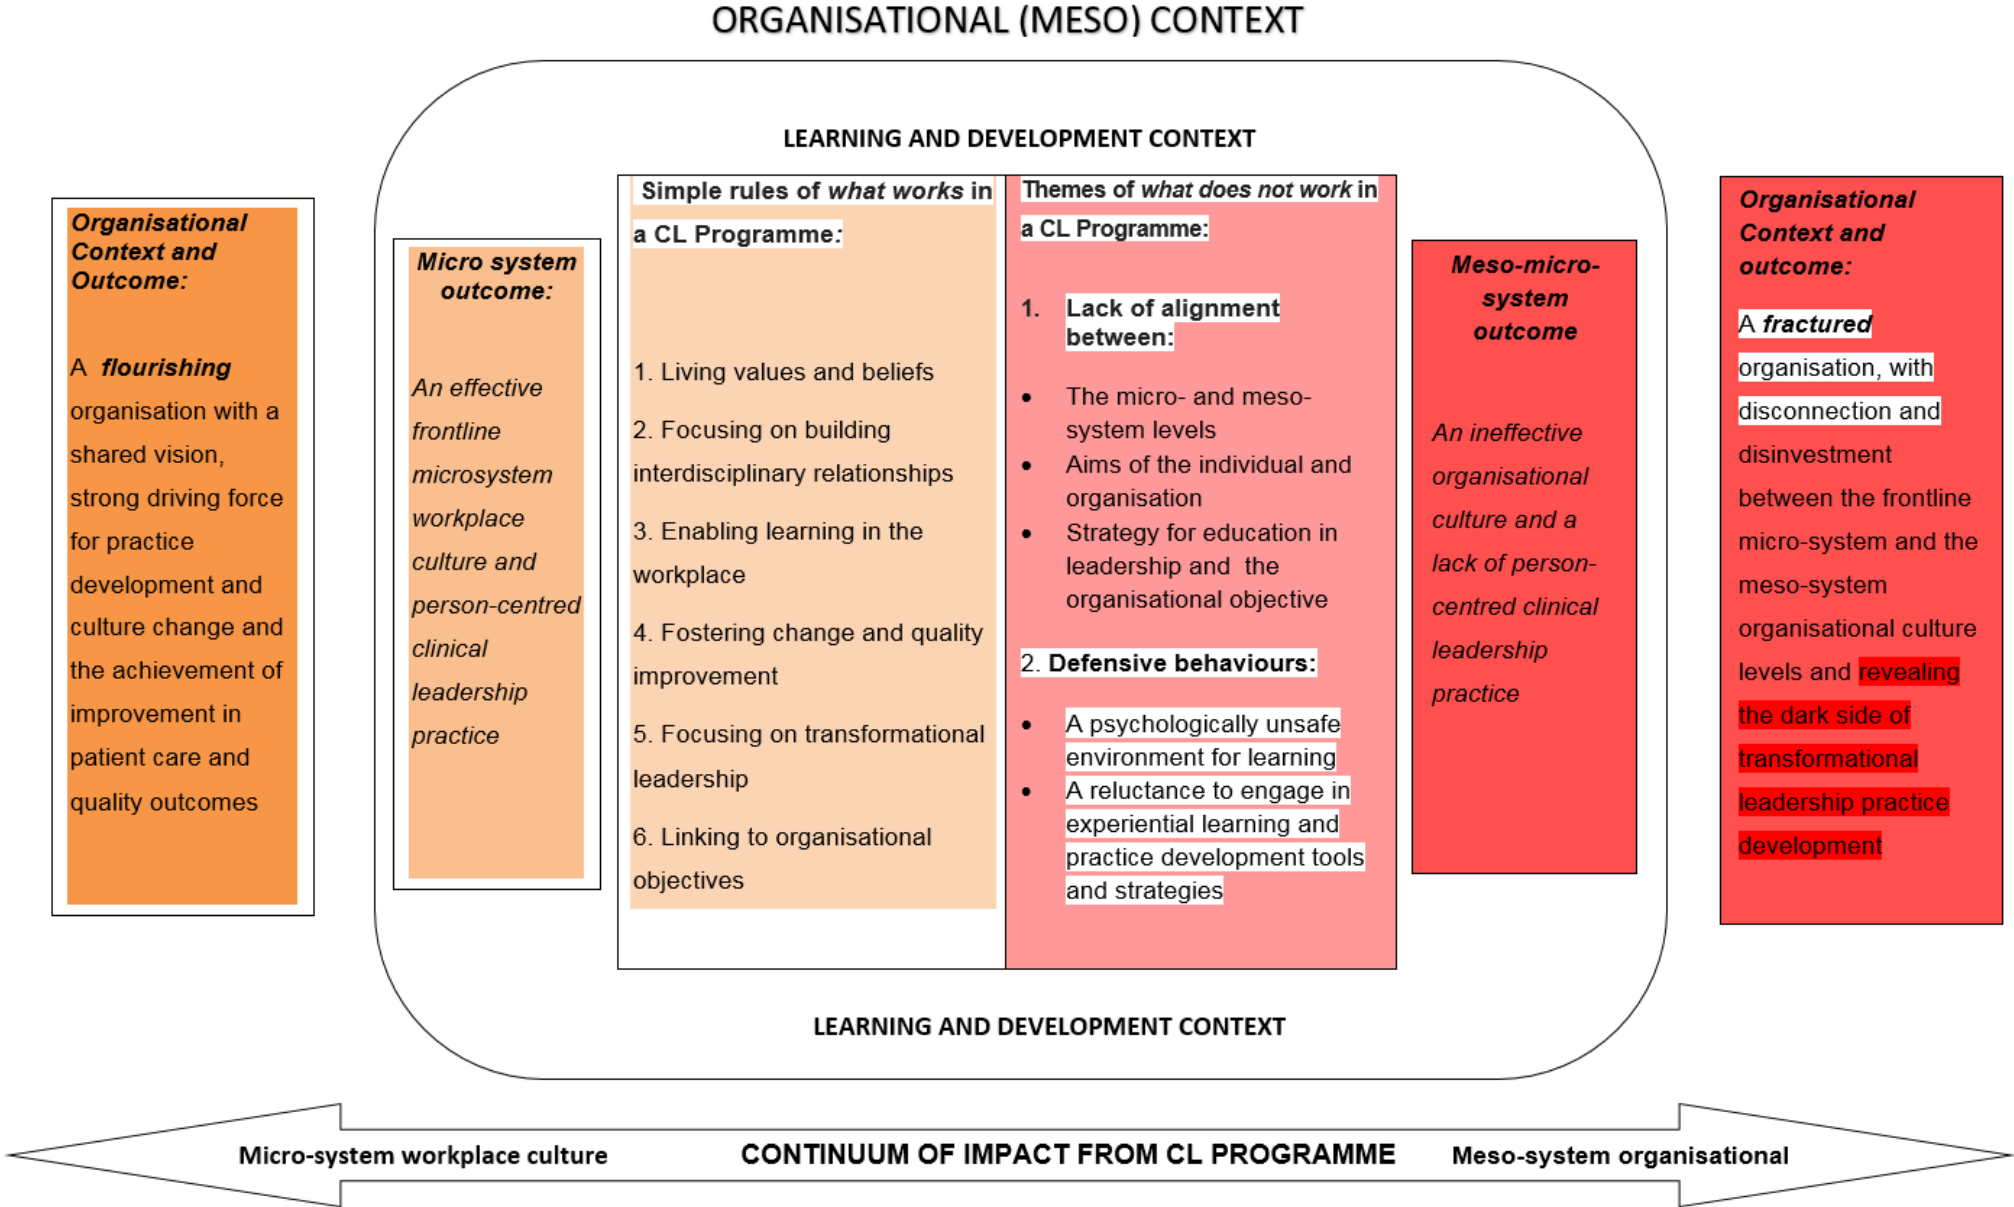 ORGANISATIONAL (MESO) CONTEXT
LEARNING AND DEVELOPMENT CONTEXT
Organisational
Context and
Outcome:
A flourishing
organisation with a
shared vision,
strong driving force
for practice
development and
culture change and
the achievement of
improvement in
patient care and
quality outcomes
Micro system
outcome:
An effective
frontline
microsystem
workplace
culture and
person-centred
clinical
leadership
practice
Simple rules of what works in
a CL Programme:
1. Living values and beliefs
2. Focusing on building
interdisciplinary relationships
3. Enabling learning in the
workplace
4. Fostering change and quality
improvement
5. Focusing on transformational
leadership
6. Linking to organisational
objectives
Themes of what does not work in
a CL Programme:
1. Lack of alignment
between:
• The micro- and meso-
system levels
• Aims of the individual and
organisation
• Strategy for education in
leadership and the
organisational objective
2. Defensive behaviours:
• A psychologically unsafe
environment for learning
• A reluctance to engage in
experiential learning and
practice development tools
and strategies
Meso-micro-
system
outcome
An ineffective
organisational
culture and a
lack of person-
centred clinical
leadership
practice
Organisational
Context and
outcome:
A fractured
organisation, with
disconnection and
disinvestment
between the frontline
micro-system and the
meso-system
organisational culture
levels and revealing
the dark side of
transformational
leadership practice
development
LEARNING AND DEVELOPMENT CONTEXT
Micro-system workplace culture CONTINUUM OF IMPACT FROM CL PROGRAMME Meso-system organisational